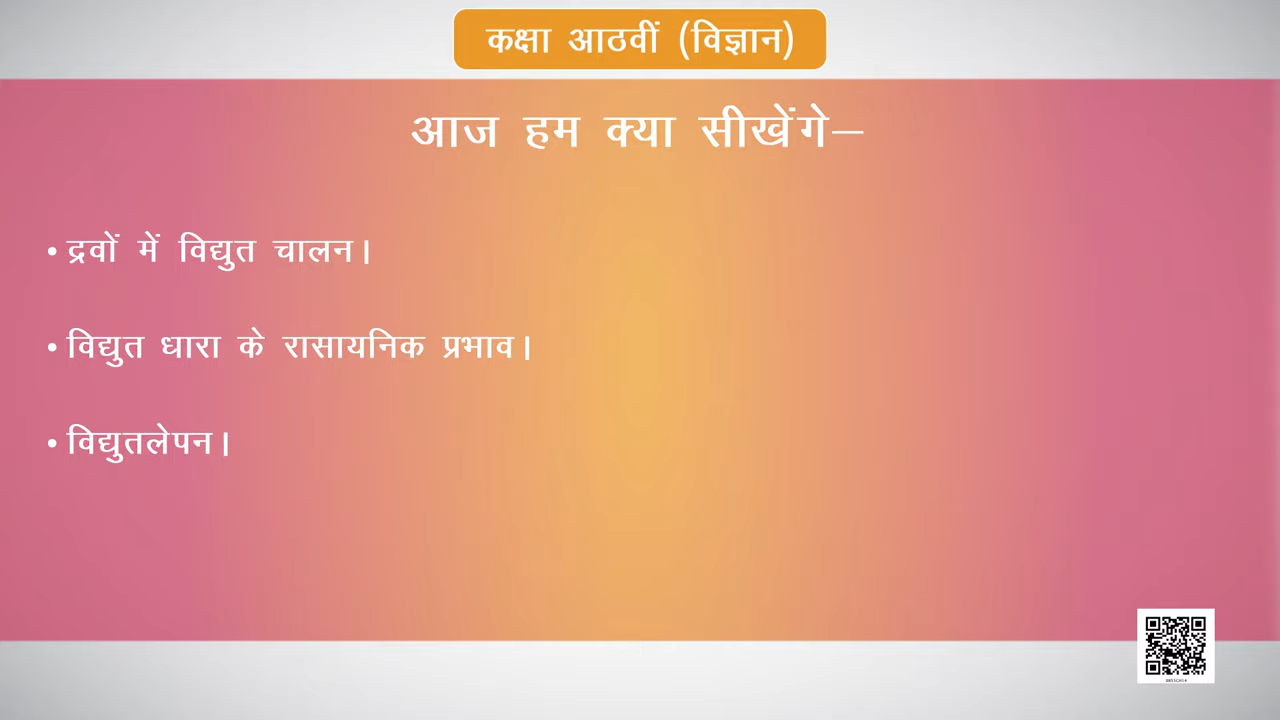 कक्षा आठवीं (विज्ञान)
आज हम क्या सीखेंगे–
• द्रवों में विद्युत चालन।
• विद्युत धारा के रासायनिक प्रभाव।
• विद्युतलेपन।